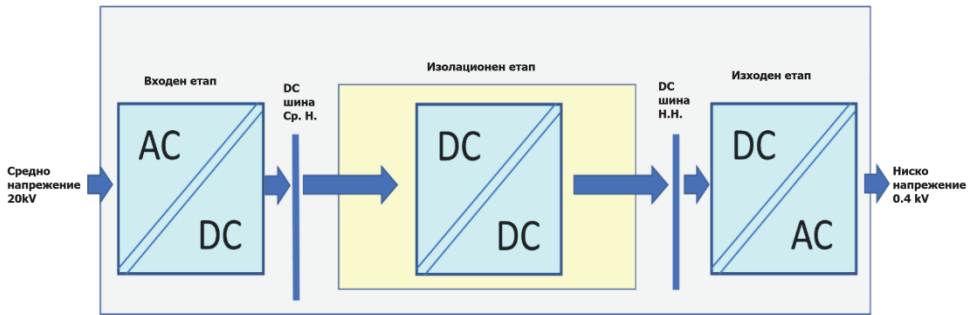 Средно
напрежение
20kV
Входен етап
AC
DC
DC
шина
Ср. Н.
Изолационен етап
DC
DC
DC
шина
Н.Н.
Изходен етап
DC
AC
Ниско
напрежение
0.4 kV